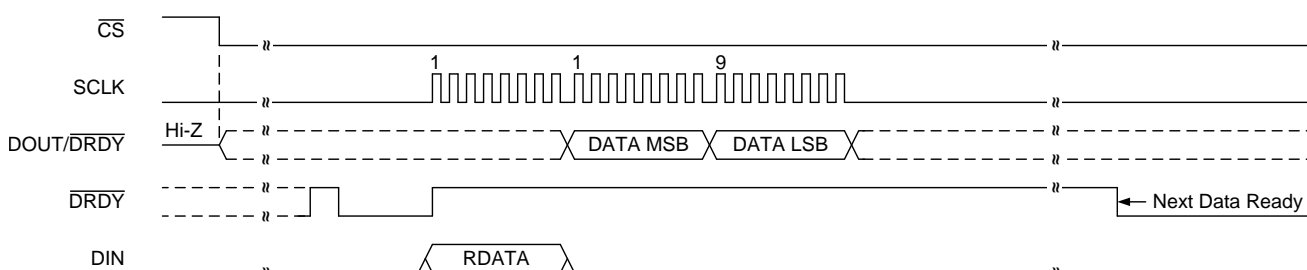 CS
1 1 9
SCLK
Hi-Z
DOUT/DRDY DATA MSB DATA LSB
DRDY Next Data Ready
DIN RDATA